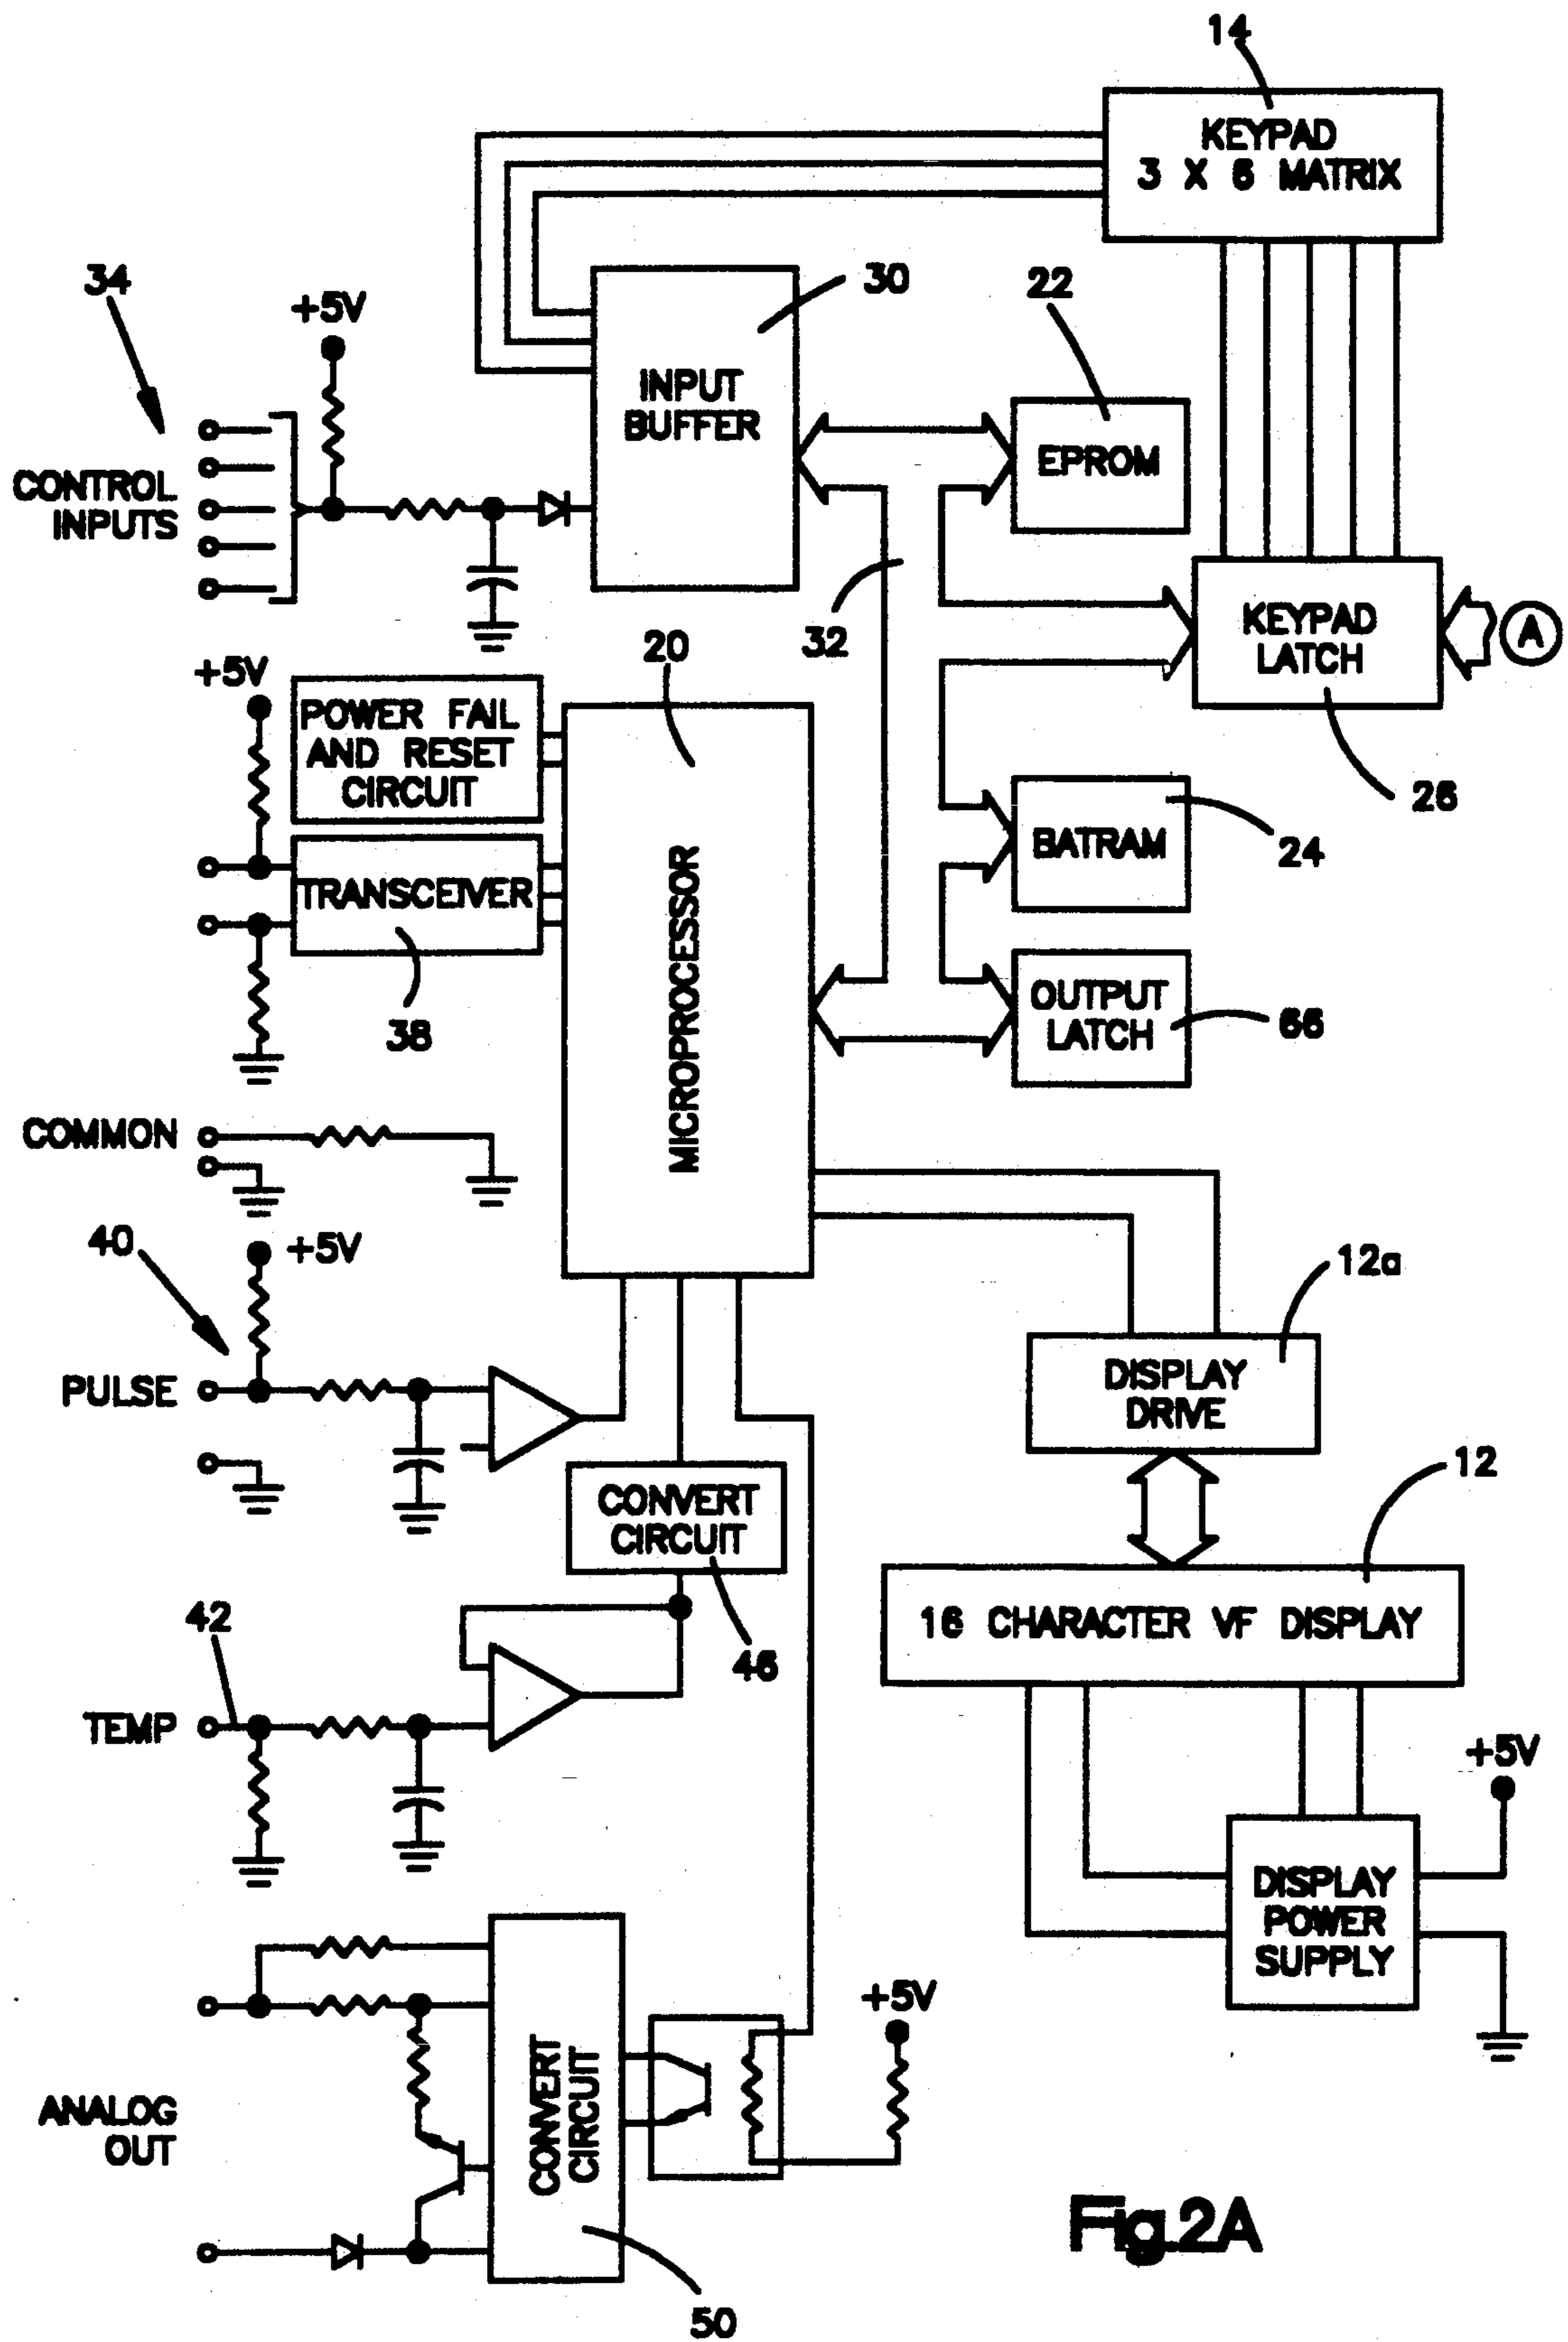 14
KEYPAD
3 X 6 MATRIX
34
+5V
30
22
INPUT
BUFFER
EPROM
CONTROL
INPUTS
32
KEYPAD
LATCH
A
20
+5V
POWER FAIL
AND RESET
CIRCUIT
26
BATRAM
24
TRANSCEIVER
MICROPROCESSOR
38
OUTPUT
LATCH
66
COMMON
40
+5V
12a
PULSE
DISPLAY
DRIVE
CONVERT
CIRCUIT
12
42
46
16 CHARACTER VF DISPLAY
TEMP
+5V
DISPLAY
POWER
SUPPLY
+5V
ANALOG
OUT
CONVERT
CIRCUIT
50
Fig.2A